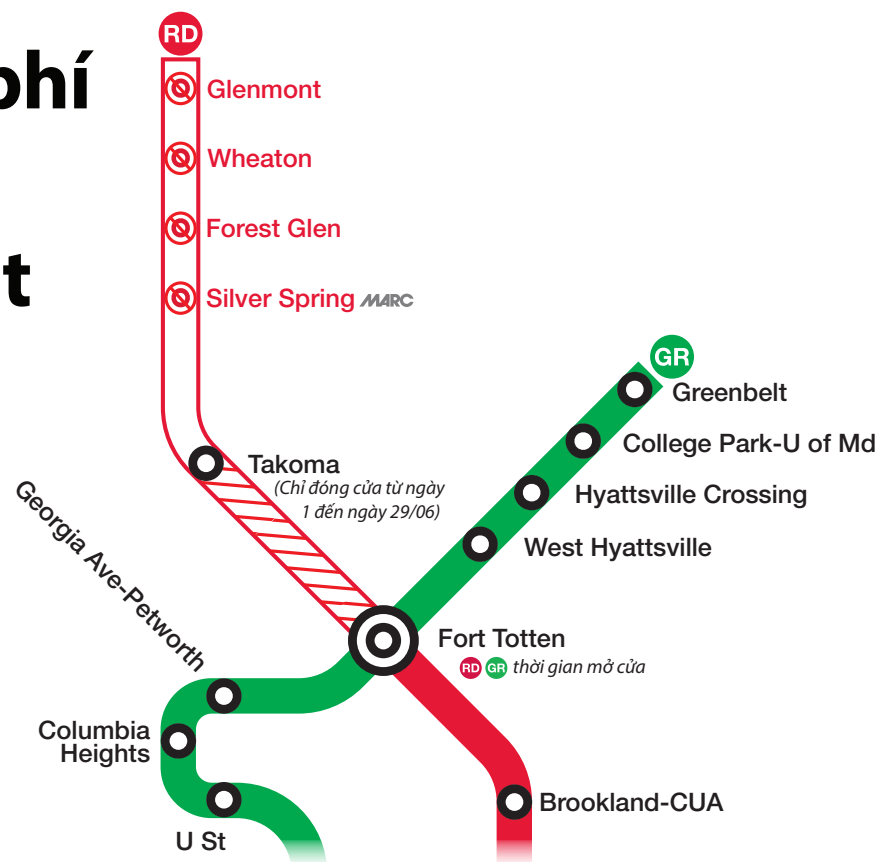 RD
phí
Glenmont
Wheaton
Forest Glen
t
Silver Spring MARC
GR
Greenbelt
College Park-U of Md
Hyattsville Crossing
West Hyattsville
Takoma
(Chỉ đóng cửa từ ngày
1 đến ngày 29/06)
Georgia Ave-Petworth
Fort Totten
RD GR thời gian mở cửa
Columbia
Heights
Brookland-CUA
U St